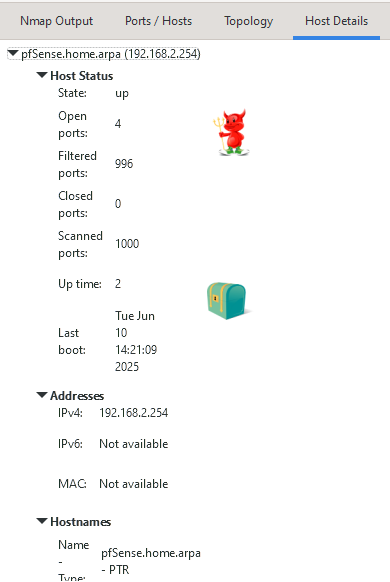 Nmap Output Ports / Hosts Topology Host Details
pfSense.home.arpa (192.168.2.254)
Host Status
State: up
Open
ports: 4
Filtered
ports: 996
Closed
ports: 0
Scanned
ports: 1000
Up time: 2
Last
boot: Tue Jun
10
14:21:09
2025
Addresses
IPv4: 192.168.2.254
IPv6: Not available
MAC: Not available
Hostnames
Name
-
Type: pfSense.home.arpa
- PTR